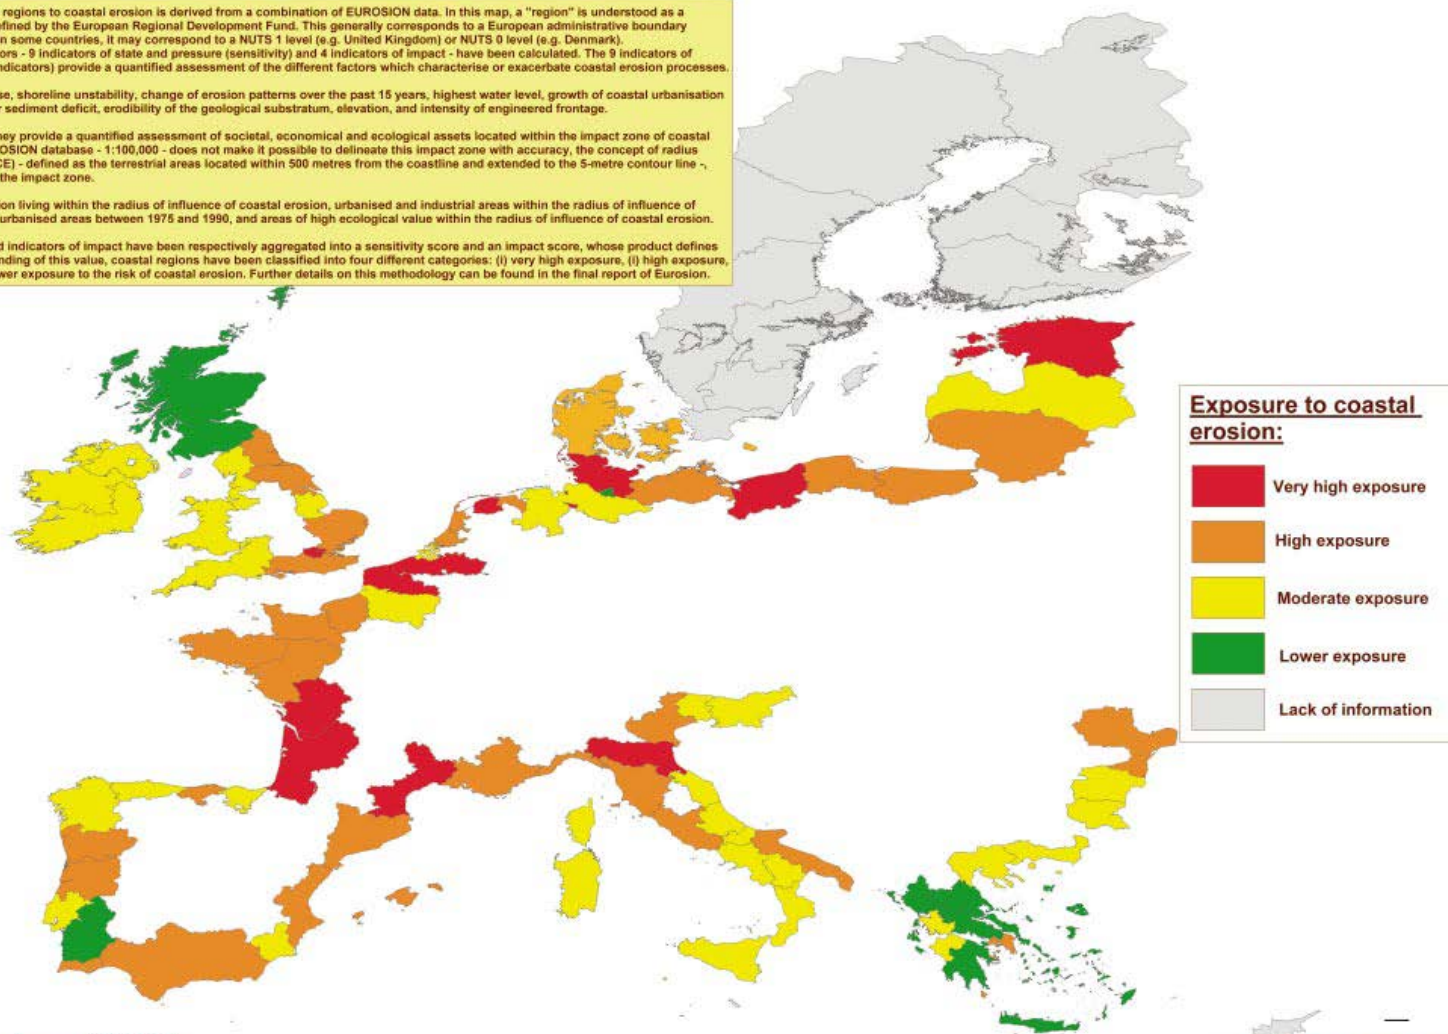 regions to coastal erosion is derived from a combination of EUROSION data. In this map, a "region" is understood as a
efined by the European Regional Development Fund. This generally corresponds to a European administrative boundary
n some countries, it may correspond to a NUTS 1 level (e.g. United Kingdom) or NUTS 0 level (e.g. Denmark).
ors - 9 indicators of state and pressure (sensitivity) and 4 indicators of impact - have been calculated. The 9 indicators of
indicators) provide a quantified assessment of the different factors which characterise or exacerbate coastal erosion processes.
se, shoreline unstability, change of erosion patterns over the past 15 years, highest water level, growth of coastal urbanisation
r sediment deficit, erodibility of the geological substratum, elevation, and intensity of engineered frontage.
hey provide a quantified assessment of societal, economical and ecological assets located within the impact zone of coastal
ROSION database - 1:100,000 - does not make it possible to delineate this impact zone with accuracy, the concept of radius
CE) - defined as the terrestrial areas located within 500 metres from the coastline and extended to the 5-metre contour line -,
the impact zone.
on living within the radius of influence of coastal erosion, urbanised and industrial areas within the radius of influence of
urbanised areas between 1975 and 1990, and areas of high ecological value within the radius of influence of coastal erosion.
d indicators of impact have been respectively aggregated into a sensitivity score and an impact score, whose product defines
nding of this value, coastal regions have been classified into four different categories: (i) very high exposure, (i) high exposure,
wer exposure to the risk of coastal erosion. Further details on this methodology can be found in the final report of Eurosion.
Exposure to coastal
erosion:
Very high exposure
High exposure
Moderate exposure
Lower exposure
Lack of information